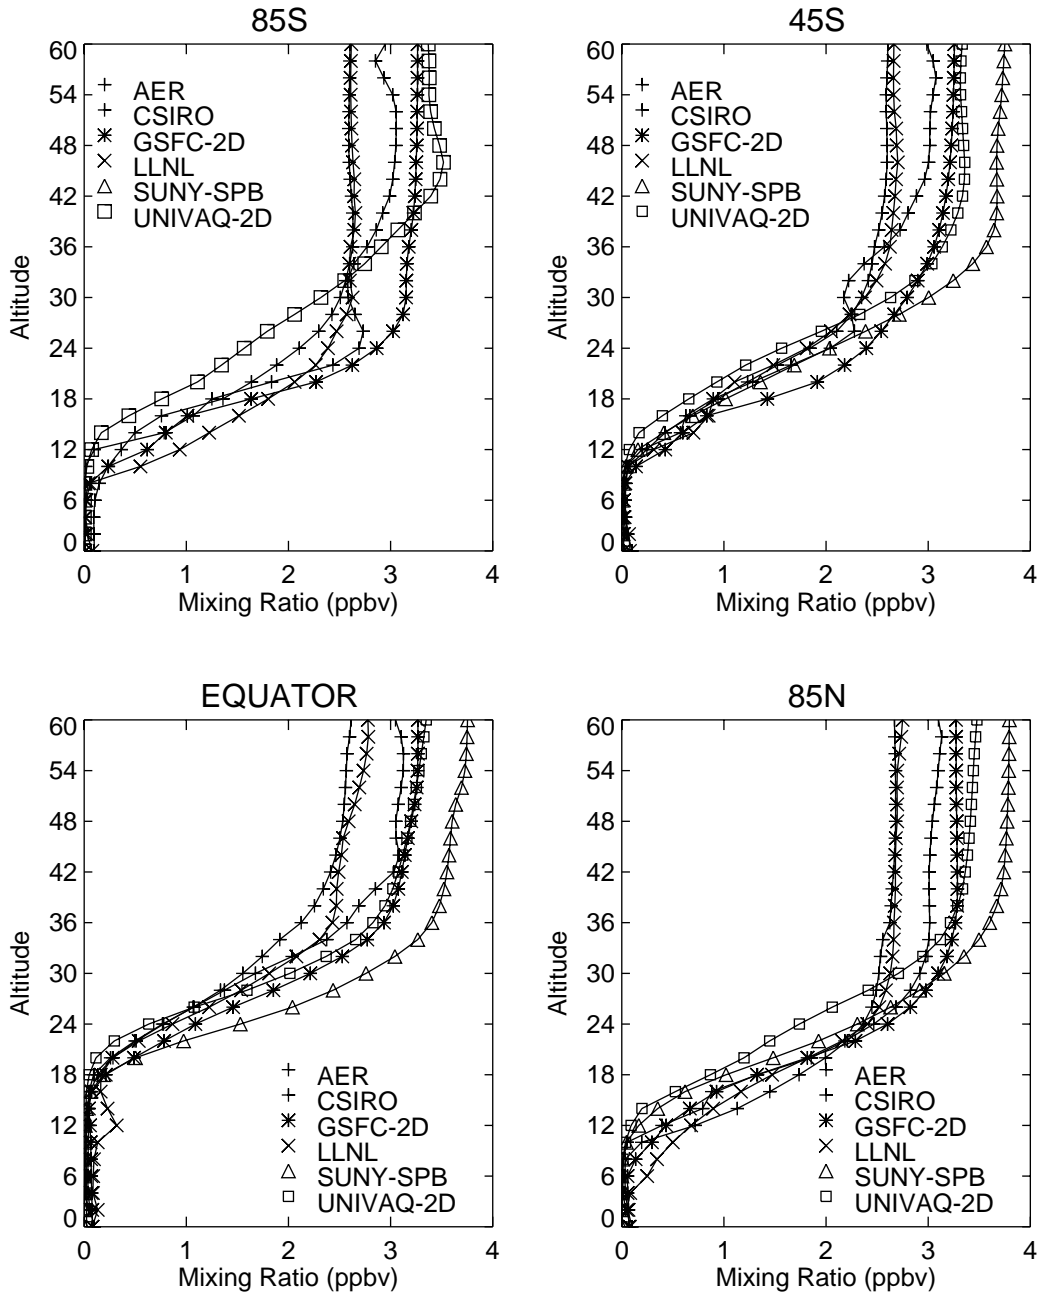 85S
60
54
48
42
36
30
24
18
12
6
0
Altitude
AER
CSIRO
GSFC-2D
LLNL
SUNY-SPB
UNIVAQ-2D
0 1 2 3 4
Mixing Ratio (ppbv)
45S
60
54
48
42
36
30
24
18
12
6
0
Altitude
AER
CSIRO
GSFC-2D
LLNL
SUNY-SPB
UNIVAQ-2D
0 1 2 3 4
Mixing Ratio (ppbv)
EQUATOR
60
54
48
42
36
30
24
18
12
6
0
Altitude
AER
CSIRO
GSFC-2D
LLNL
SUNY-SPB
UNIVAQ-2D
0 1 2 3 4
Mixing Ratio (ppbv)
85N
60
54
48
42
36
30
24
18
12
6
0
Altitude
AER
CSIRO
GSFC-2D
LLNL
SUNY-SPB
UNIVAQ-2D
0 1 2 3 4
Mixing Ratio (ppbv)